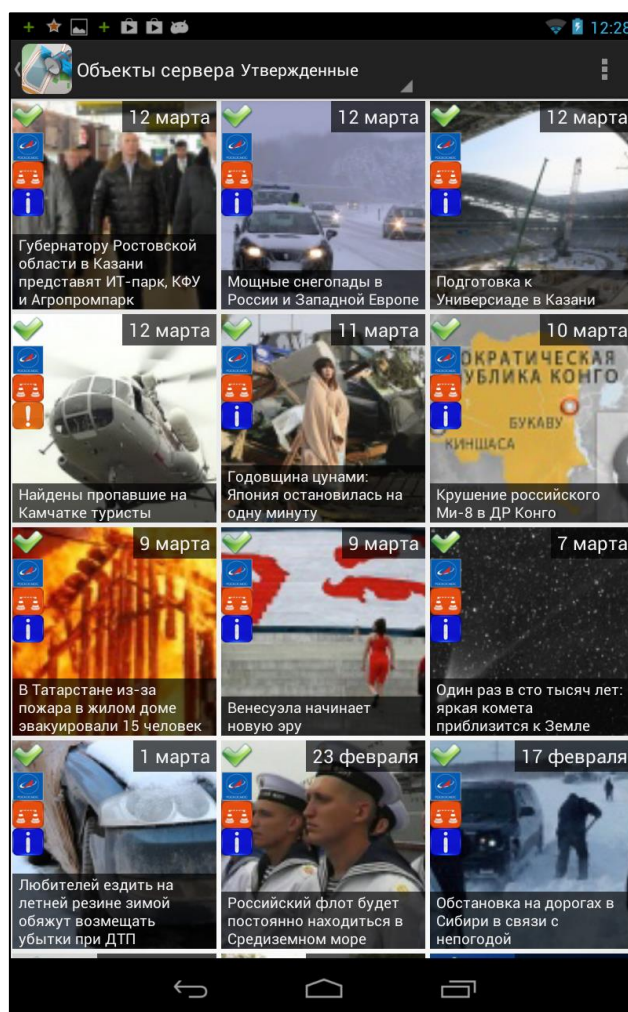 12:28
Объекты сервера Утвержденные
12 марта
Губернатору Ростовской
области в Казани
представят ИТ-парк, КФУ
и Агропромпарк
12 марта
Мощные снегопады в
России и Западной Европе
12 марта
Подготовка к
Универсиаде в Казани
12 марта
Найдены пропавшие на
Камчатке туристы
11 марта
Годовщина цунами:
Япония остановилась на
одну минуту
10 марта
ОКРАТИЧЕСКАЯ
УБЛИКА КОНГО
БУКАВУ
КИНШАСА
Крушение российского
Ми-8 в ДР Конго
9 марта
В Татарстане из-за
пожара в жилом доме
эвакуировали 15 человек
9 марта
Венесуэла начинает
новую эру
7 марта
Один раз в сто тысяч лет:
яркая комета
приблизится к Земле
1 марта
Любителей ездить на
летней резине зимой
обяжут возмещать
убытки при ДТП
23 февраля
Российский флот будет
постоянно находиться в
Средиземном море
17 февраля
Обстановка на дорогах в
Сибири в связи с
непогодой